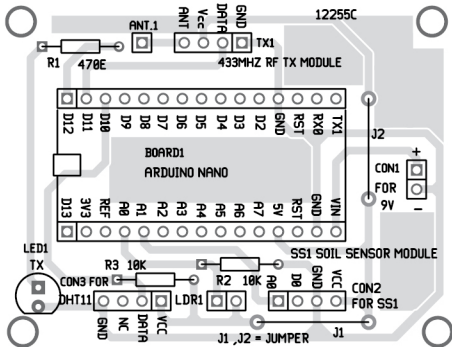 ANT.1
ANT
Vcc
DATA
GND
12255C
TX1
R1
470E
433MHZ RF TX MODULE
D12
D11
D10
D9
D8
D7
D6
D5
D4
D3
D2
GND
RST
RX0
TX1
J2
BOARD1
ARDUINO NANO
+
CON1
FOR
9V
–
D13
3V3
REF
A0
A1
A2
A3
A4
A5
A6
A7
5V
RST
GND
VIN
LED1
TX
SS1 SOIL SENSOR MODULE
R3 10K
CON3 FOR
DHT11
R2 10K
LDR1
A0
D0
GND
VCC
CON2
FOR SS1
GND
NC
DATA
VCC
J1 ,J2 = JUMPER
J1